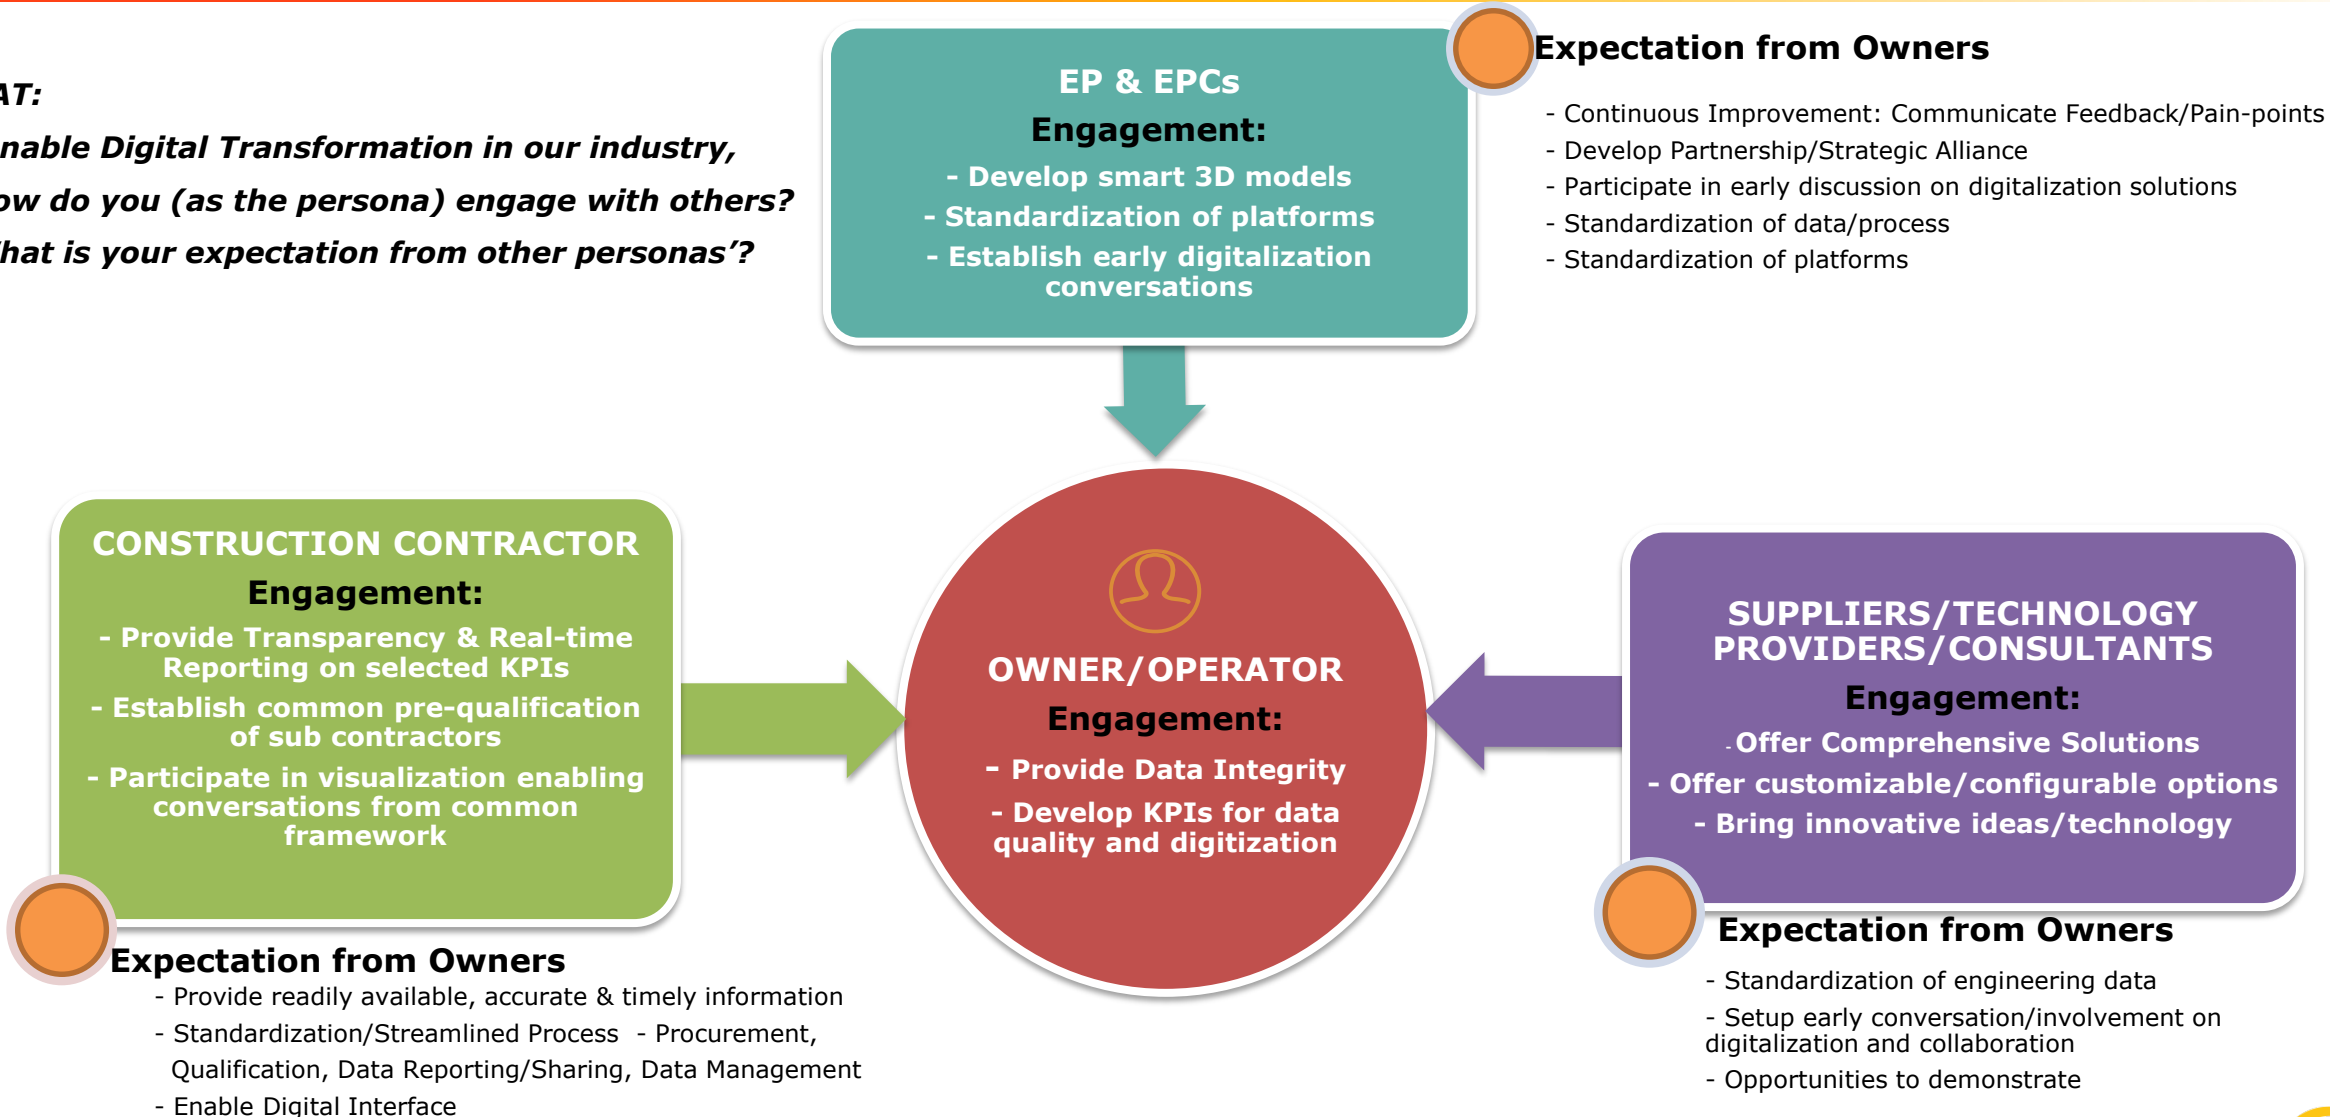 AT:
nable Digital Transformation in our industry,
ow do you (as the persona) engage with others?
hat is your expectation from other personas’?
EP & EPCs
Engagement:
- Develop smart 3D models
- Standardization of platforms
- Establish early digitalization
conversations
Expectation from Owners
- Continuous Improvement: Communicate Feedback/Pain-points
- Develop Partnership/Strategic Alliance
- Participate in early discussion on digitalization solutions
- Standardization of data/process
- Standardization of platforms
CONSTRUCTION CONTRACTOR
Engagement:
- Provide Transparency & Real-time
Reporting on selected KPIs
- Establish common pre-qualification
of sub contractors
- Participate in visualization enabling
conversations from common
framework
Expectation from Owners
- Provide readily available, accurate & timely information
- Standardization/Streamlined Process - Procurement,
Qualification, Data Reporting/Sharing, Data Management
- Enable Digital Interface
OWNER/OPERATOR
Engagement:
- Provide Data Integrity
- Develop KPIs for data
quality and digitization
SUPPLIERS/TECHNOLOGY
PROVIDERS/CONSULTANTS
Engagement:
- Offer Comprehensive Solutions
- Offer customizable/configurable options
- Bring innovative ideas/technology
Expectation from Owners
- Standardization of engineering data
- Setup early conversation/involvement on
digitalization and collaboration
- Opportunities to demonstrate